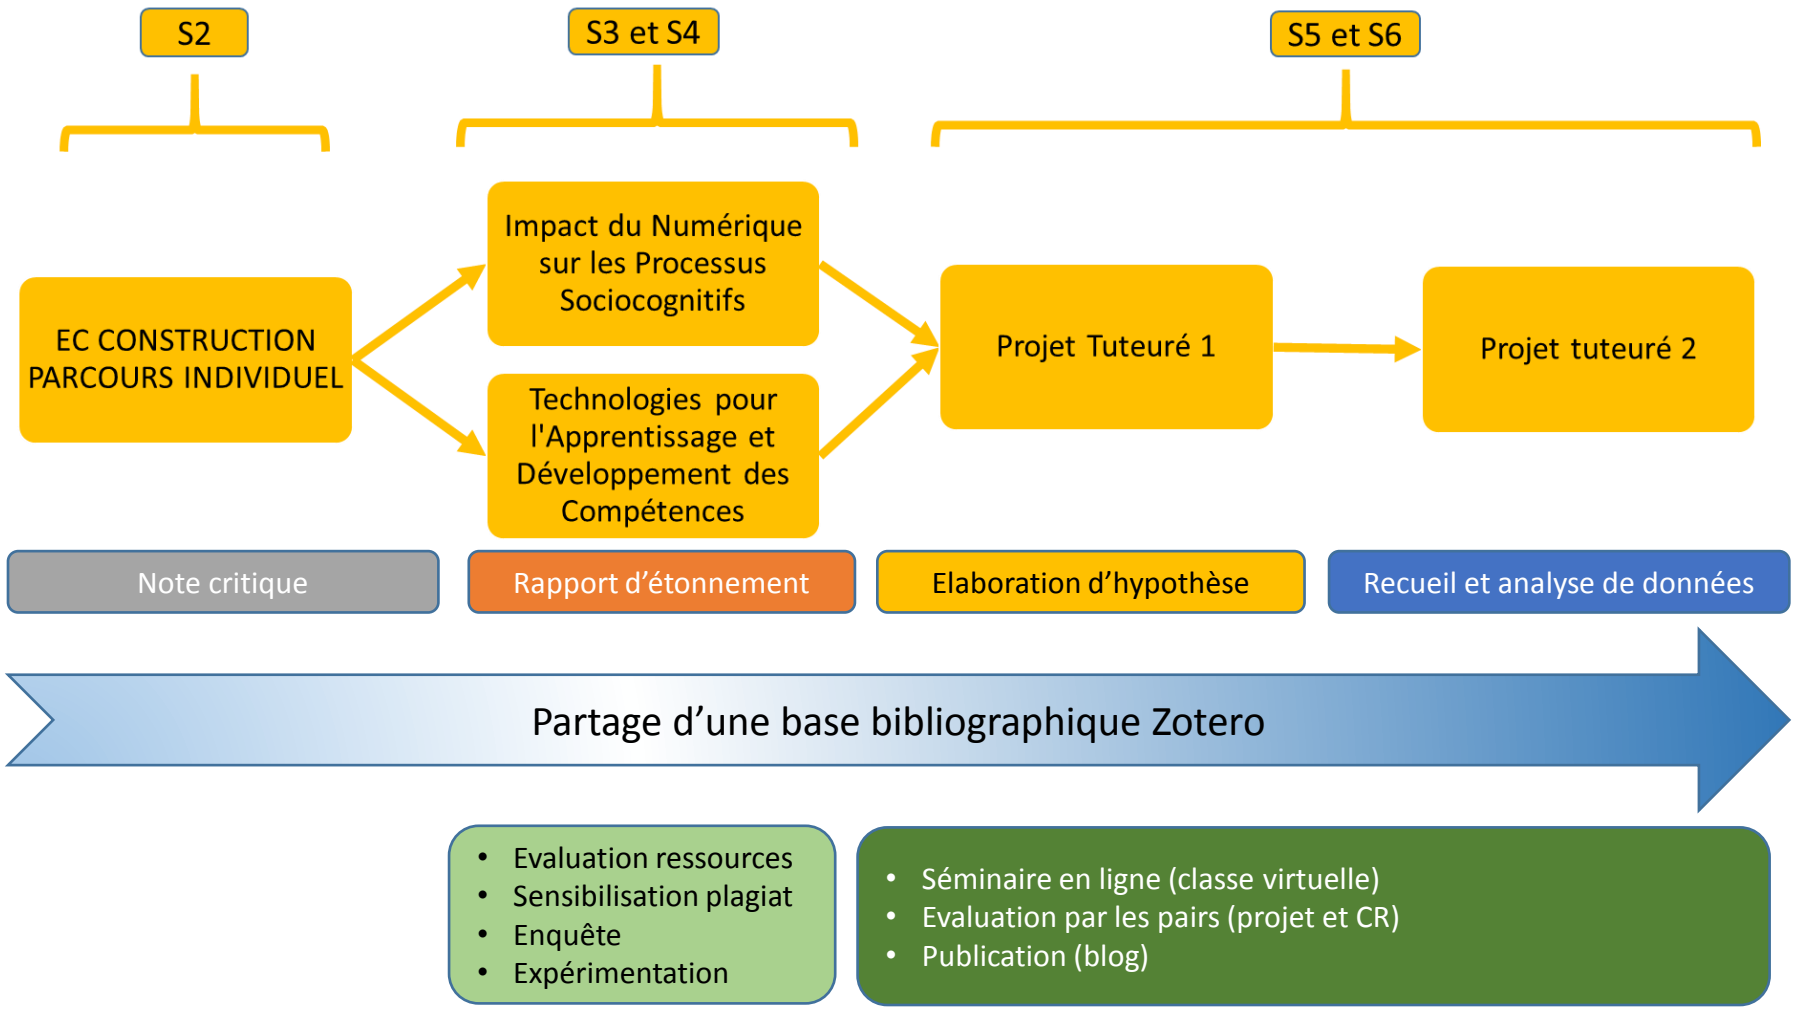 S2
S3 et S4
S5 et S6
EC CONSTRUCTION
PARCOURS INDIVIDUEL
Impact du Numérique
sur les Processus
Sociocognitifs
Technologies pour
l'Apprentissage et
Développement des
Compétences
Projet Tuteuré 1
Projet tuteuré 2
Note critique
Rapport d’étonnement
Elaboration d’hypothèse
Recueil et analyse de données
Partage d’une base bibliographique Zotero
• Evaluation ressources
• Sensibilisation plagiat
• Enquête
• Expérimentation
• Séminaire en ligne (classe virtuelle)
• Evaluation par les pairs (projet et CR)
• Publication (blog)